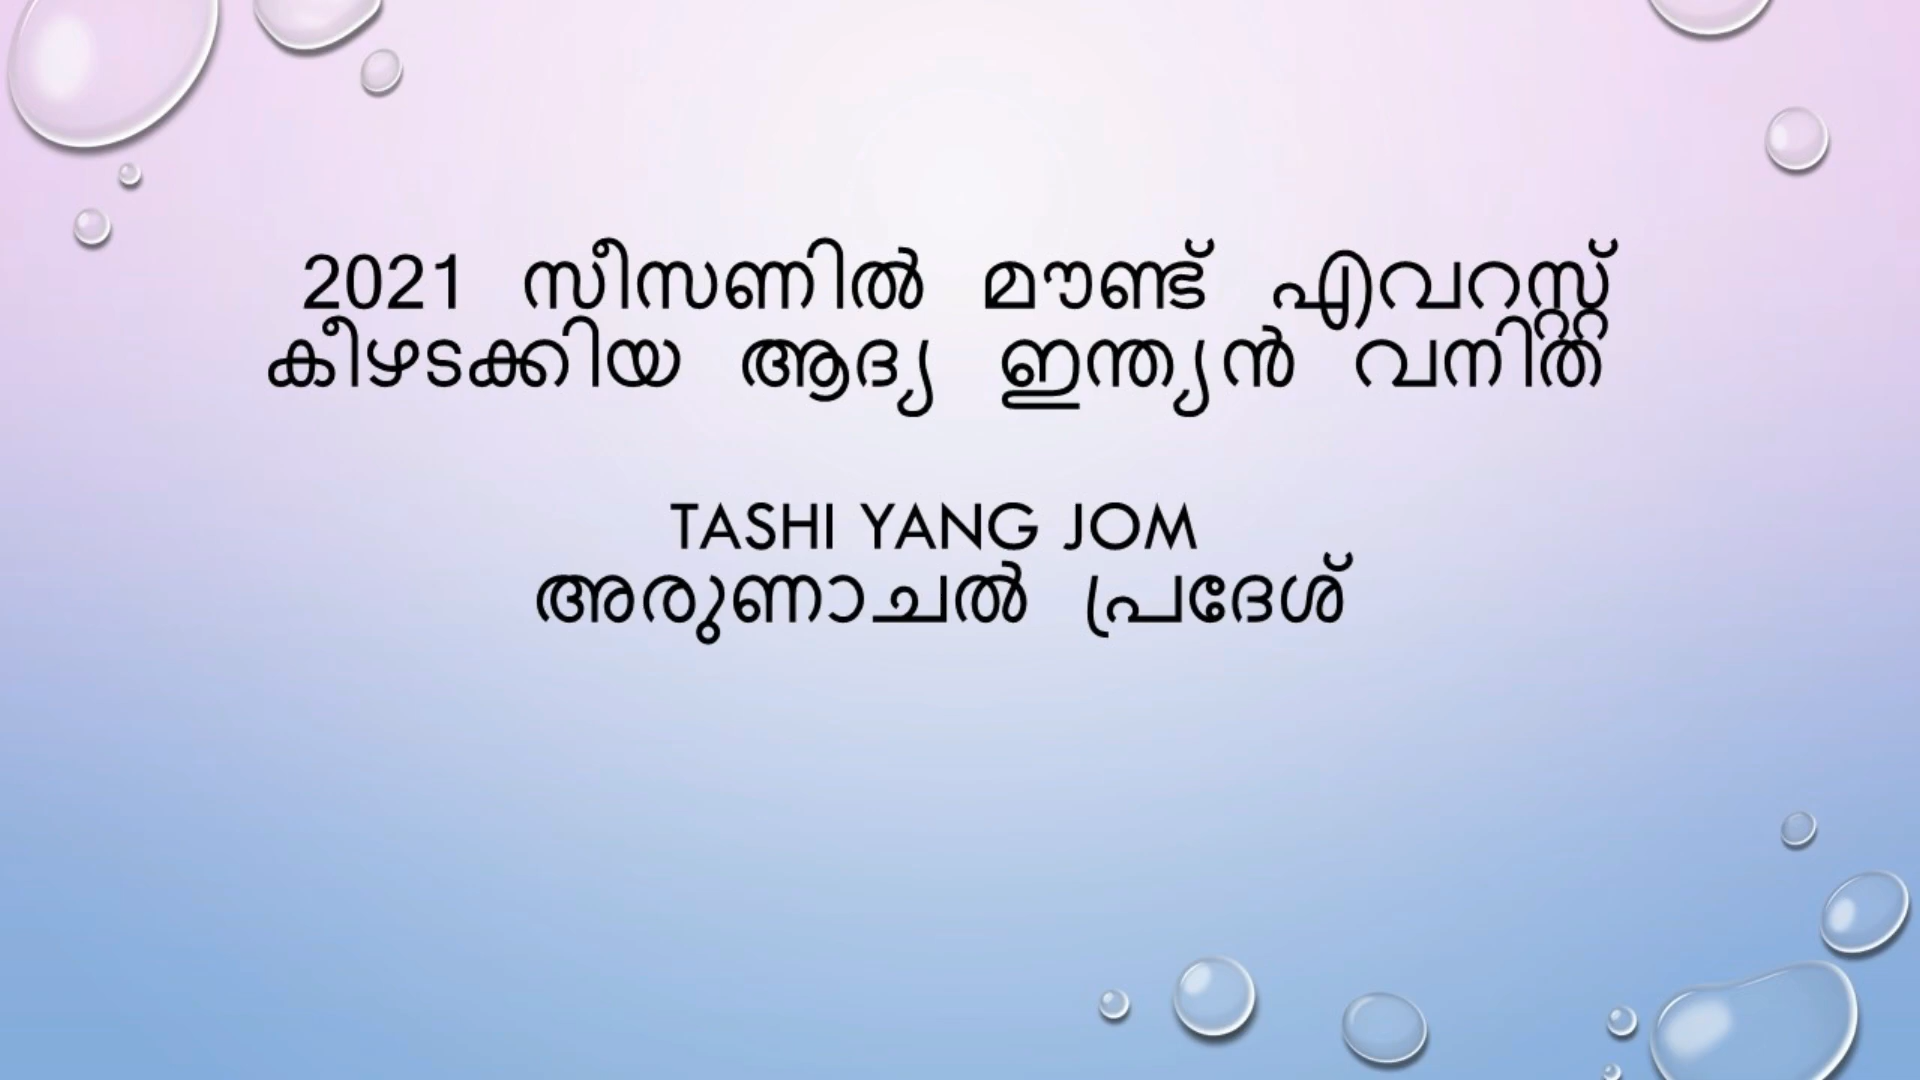 2021 സീസണിൽ മൗണ്ട് എവറസ്റ്റ്
കീഴടക്കിയ ആദ്യ ഇന്ത്യൻ വനിത
TASHI YANG JOM
അരുണാചൽ പ്രദേശ്